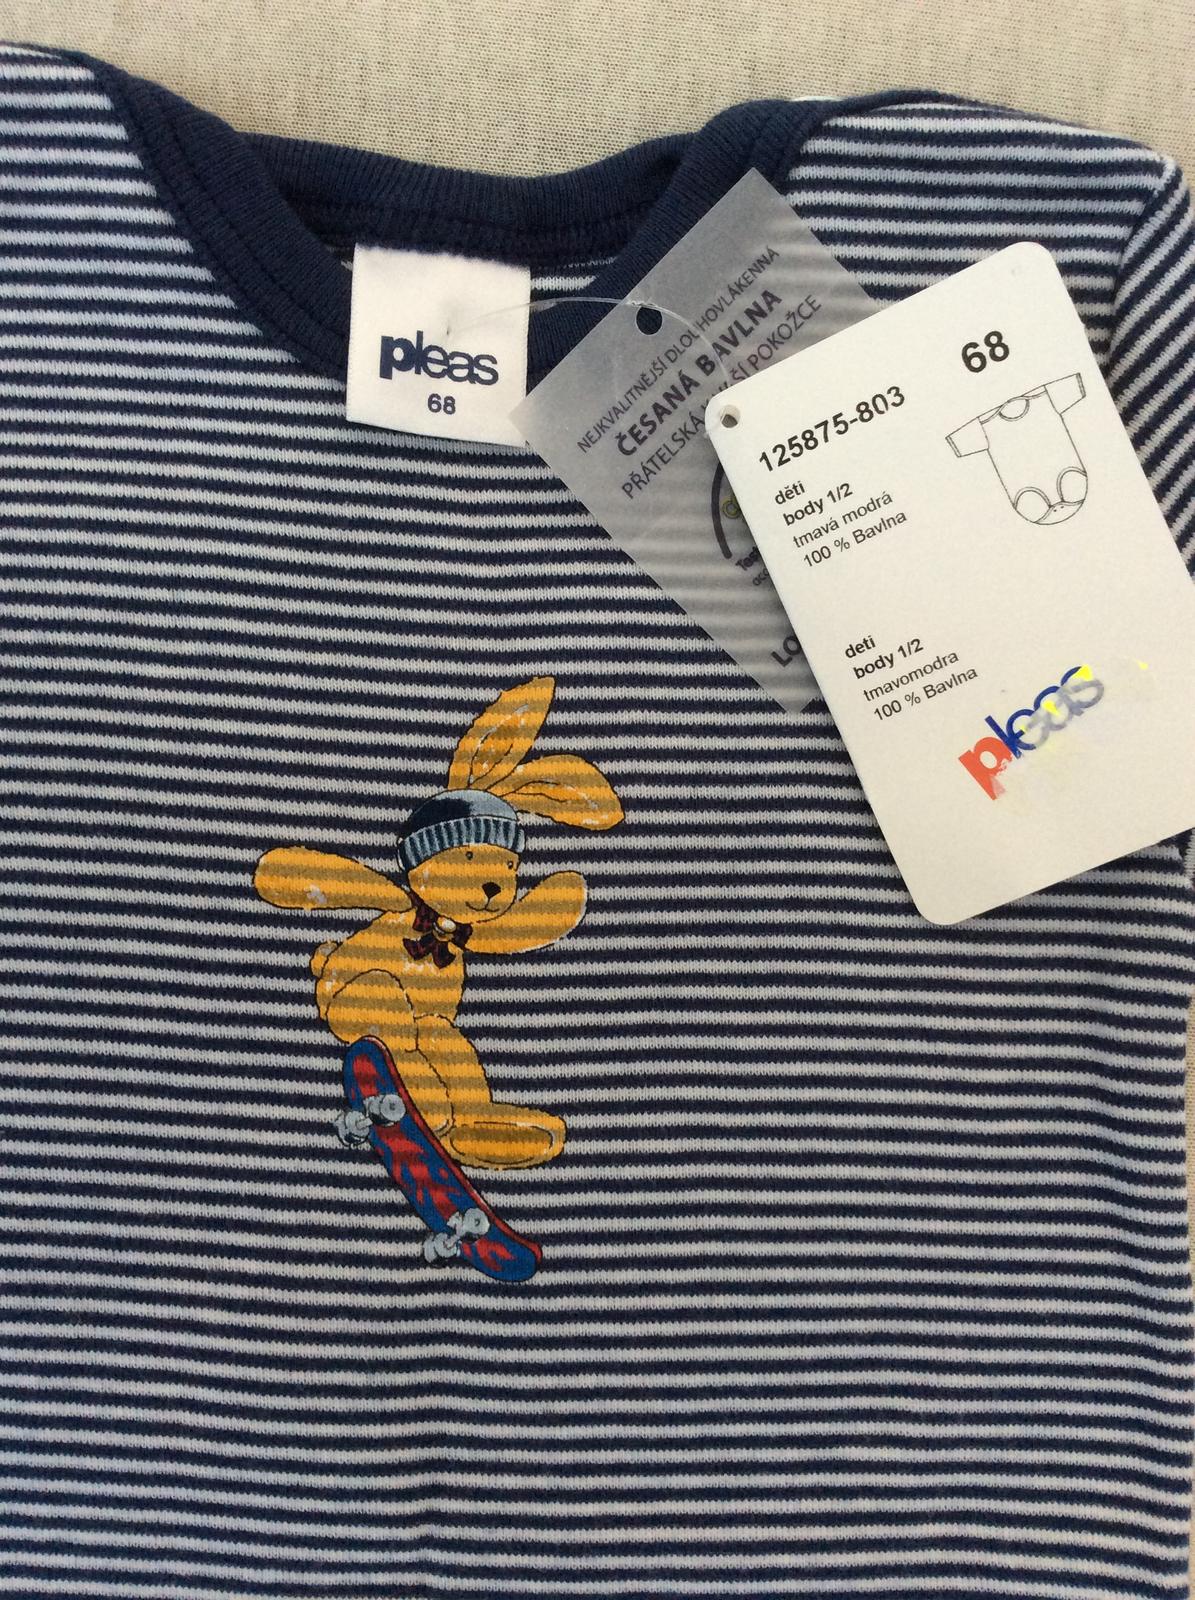 pleas
68
NEJKVALITNĚJŠÍ DLOUHOVLÁKENNÁ
ČESANÁ BAVLNA
PŘÁTELSKÁ POKOŽCE
LO
68
125875-803
děti
body 1/2
tmavá modrá
100 % Bavlna
deti
body 1/2
tmavomodra
100 % Bavlna
pleas